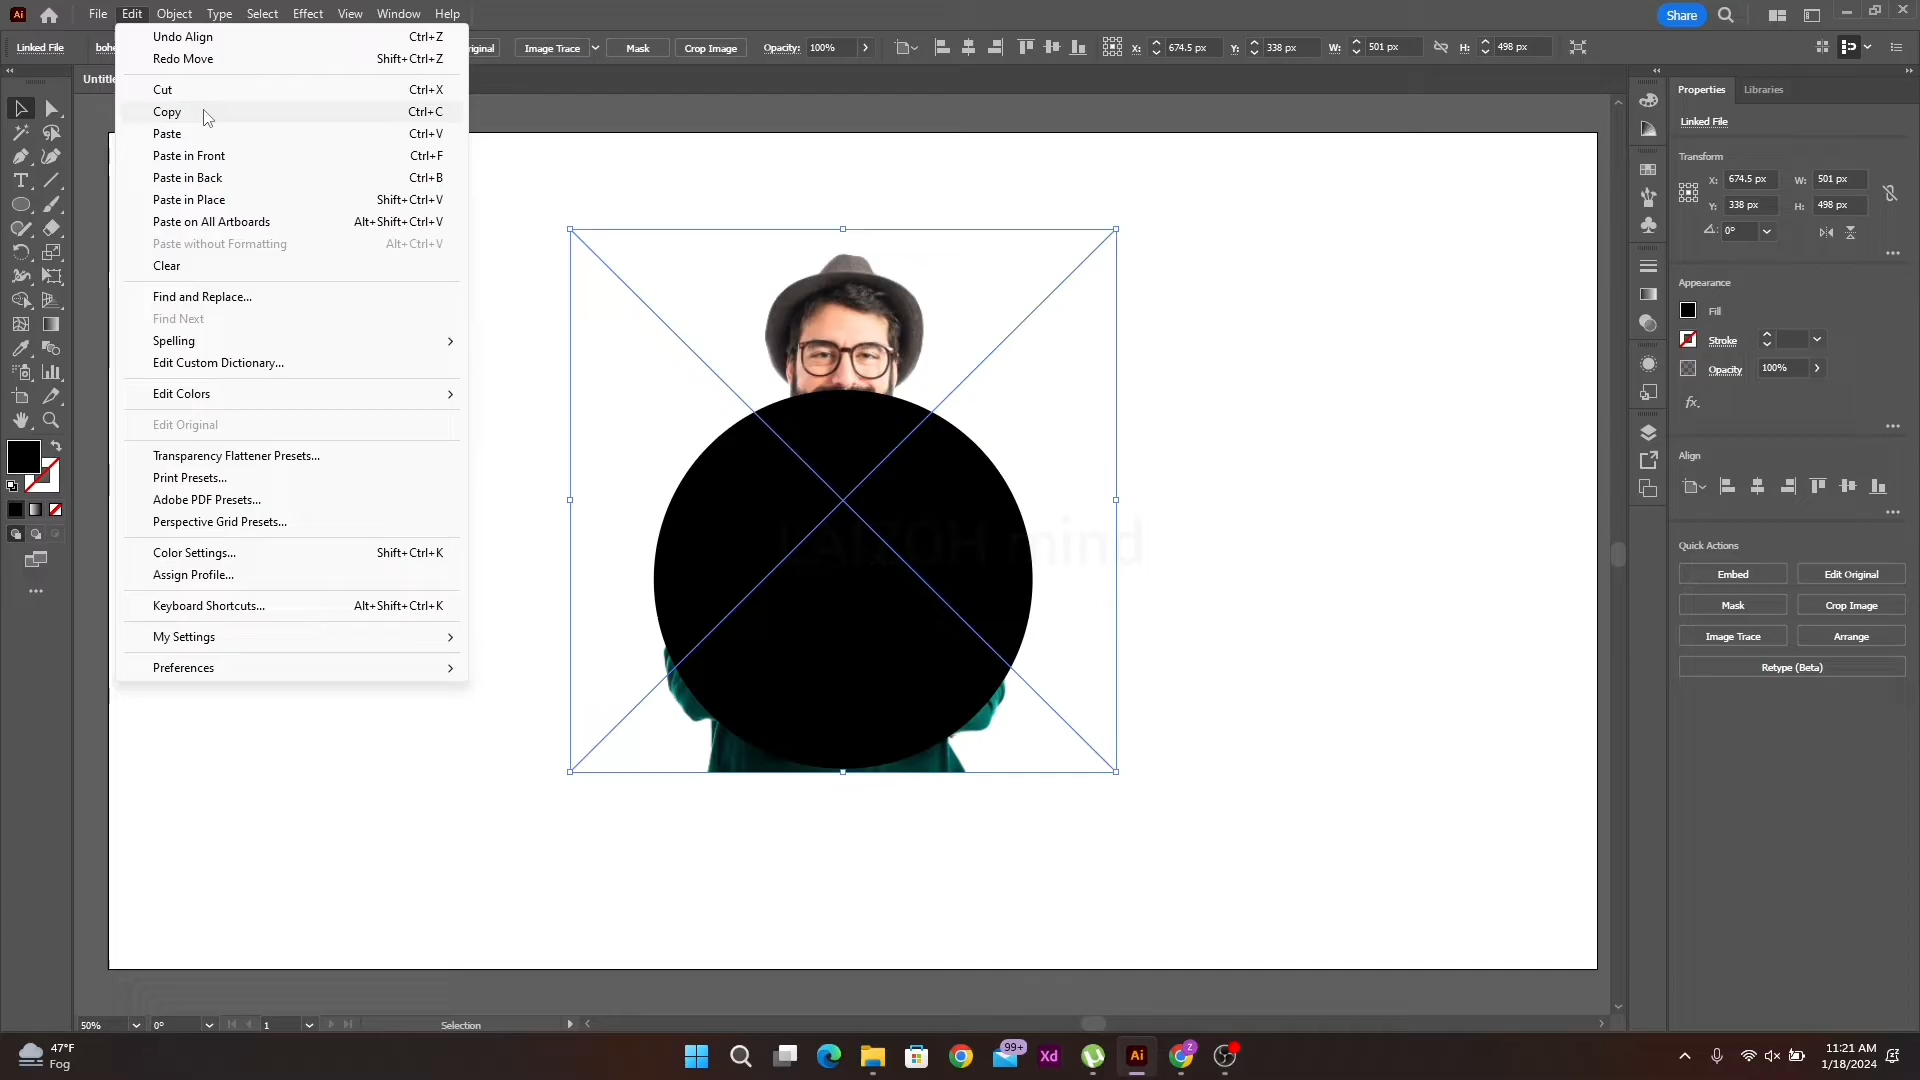 Ai File Edit Object Type Select Effect View Window Help Share
Linked File Image Trace Mask Crop Image Opacity: 100% X: 674.5 px Y: 338 px W: 501 px H: 498 px
Undo Align Ctrl+Z
Redo Move Shift+Ctrl+Z
Cut Ctrl+X
Copy Ctrl+C
Paste Ctrl+V
Paste in Front Ctrl+F
Paste in Back Ctrl+B
Paste in Place Shift+Ctrl+V
Paste on All Artboards Alt+Shift+Ctrl+V
Paste without Formatting Alt+Ctrl+V
Clear
Find and Replace...
Find Next
Spelling
Edit Custom Dictionary...
Edit Colors
Edit Original
Transparency Flattener Presets...
Print Presets...
Adobe PDF Presets...
Perspective Grid Presets...
Color Settings... Shift+Ctrl+K
Assign Profile...
Keyboard Shortcuts... Alt+Shift+Ctrl+K
My Settings
Preferences
LAIZOH mind
Properties Libraries
Linked File
Transform
X: 674.5 px W: 501 px
Y: 338 px H: 498 px
0°
Appearance
Fill
Stroke
Opacity 100%
fx.
Align
Quick Actions
Embed Edit Original
Mask Crop Image
Image Trace Arrange
Retype (Beta)
50% 0° 1 Selection
47°F
Fog
99+
Xd
Ai
Z
11:21 AM
1/18/2024